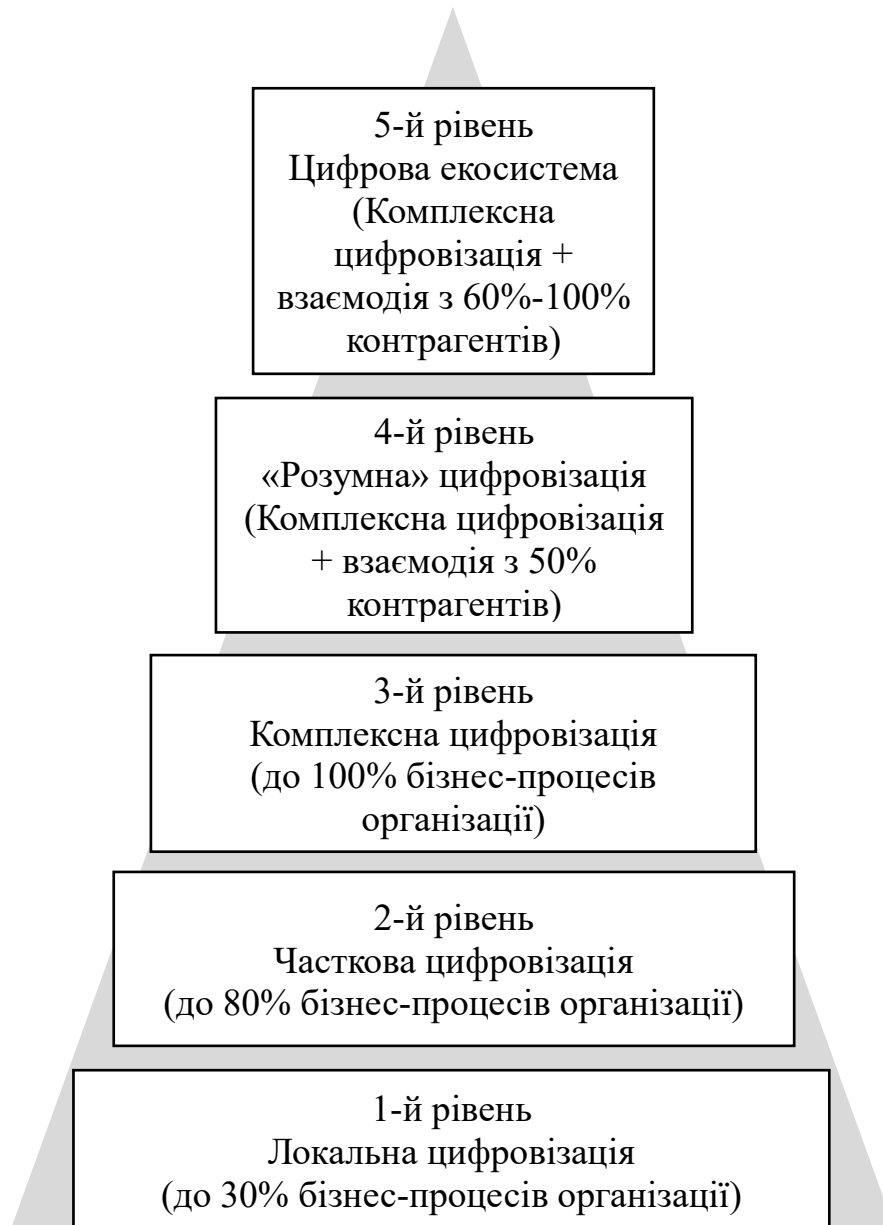 5-й рівень
Цифрова екосистема
(Комплексна
цифровізація +
взаємодія з 60%-100%
контрагентів)
4-й рівень
«Розумна» цифровізація
(Комплексна цифровізація
+ взаємодія з 50%
контрагентів)
3-й рівень
Комплексна цифровізація
(до 100% бізнес-процесів
організації)
2-й рівень
Часткова цифровізація
(до 80% бізнес-процесів організації)
1-й рівень
Локальна цифровізація
(до 30% бізнес-процесів організації)